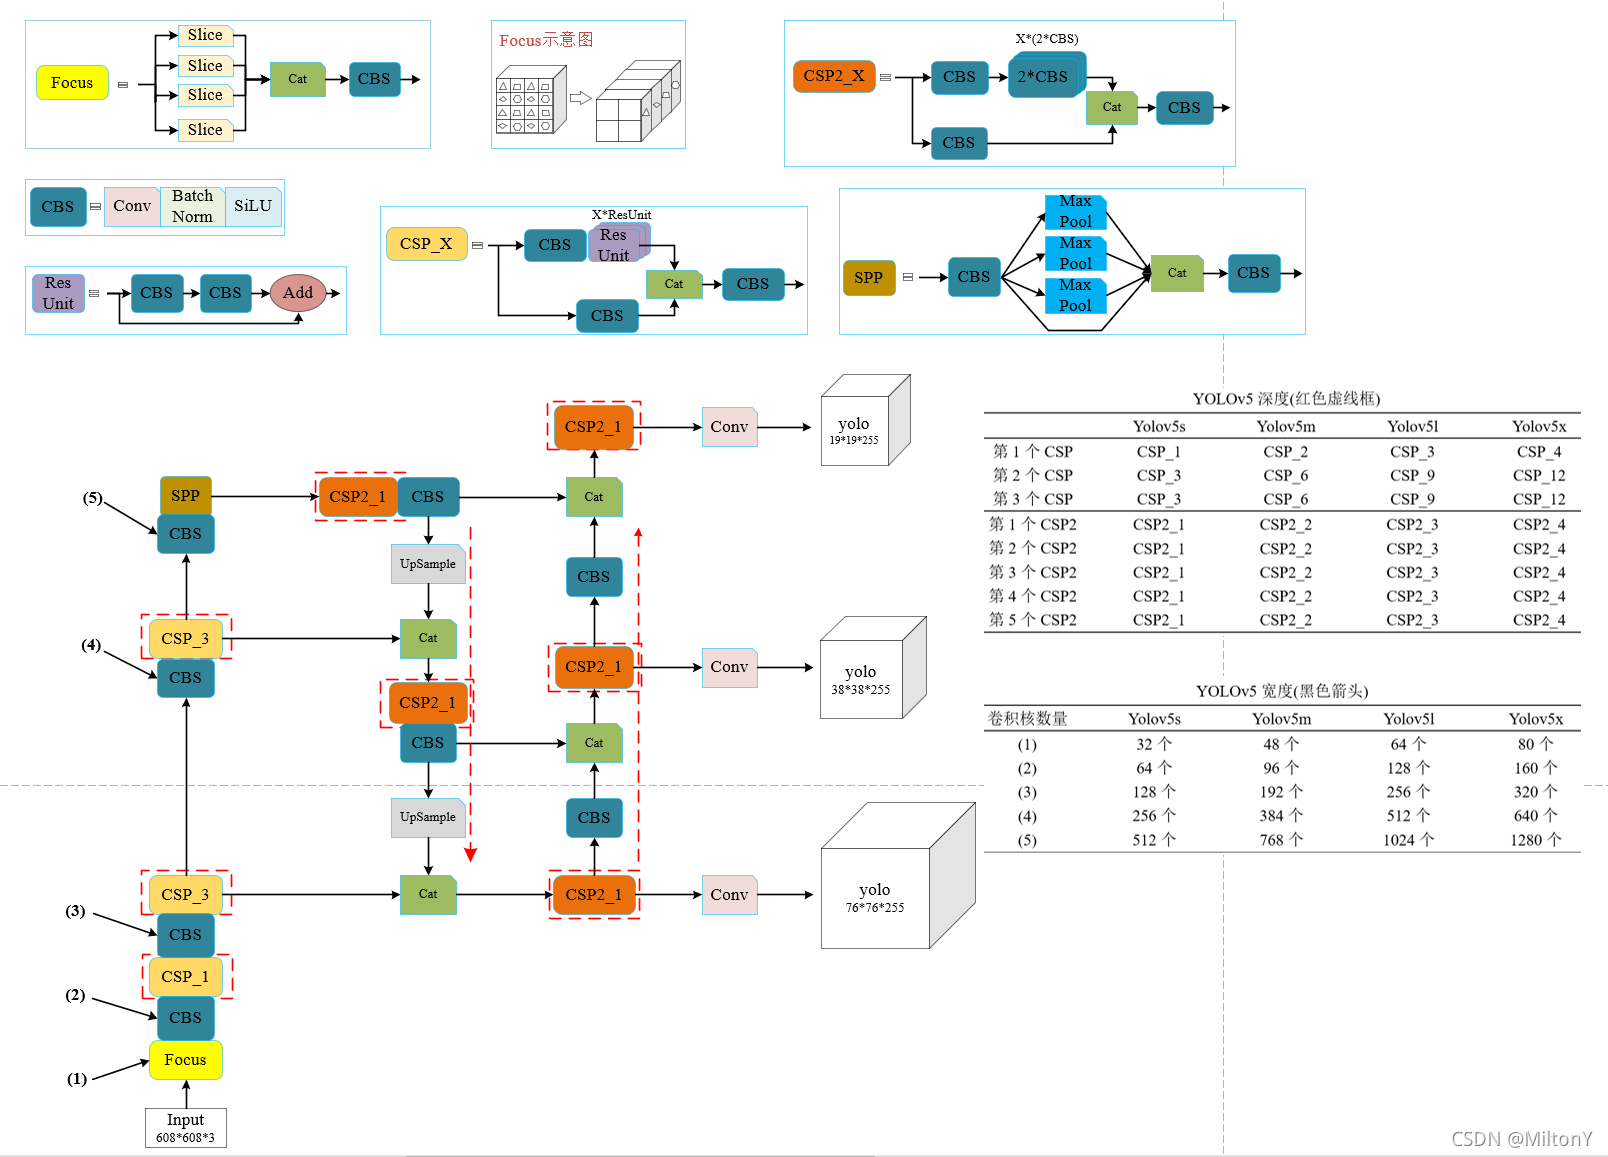 Focus
Slice
Slice
Slice
Slice
Cat
CBS
Focus示意图
X*(2*CBS)
CSP2_X
CBS
2*CBS
Cat
CBS
CBS
CBS
Conv
Batch
Norm
SiLU
X*ResUnit
CSP_X
CBS
Res
Unit
Cat
CBS
CBS
Res
Unit
CBS
CBS
Add
SPP
CBS
Max
Pool
Max
Pool
Max
Pool
Cat
CBS
CSP2_1
Conv
yolo
19*19*255
(5)
SPP
CBS
CSP2_1
CBS
Cat
UpSample
CBS
(4)
CSP_3
CBS
Cat
CSP2_1
CBS
CSP2_1
Conv
yolo
38*38*255
Cat
UpSample
CBS
(3)
CSP_3
CBS
Cat
CSP2_1
Conv
yolo
76*76*255
(2)
CSP_1
CBS
(1)
Focus
Input
608*608*3
YOLOv5 深度(红色虚线框)
Yolov5s Yolov5m Yolov5l Yolov5x
第 1 个 CSP CSP_1 CSP_2 CSP_3 CSP_4
第 2 个 CSP CSP_3 CSP_6 CSP_9 CSP_12
第 3 个 CSP CSP_3 CSP_6 CSP_9 CSP_12
第 1 个 CSP2 CSP2_1 CSP2_2 CSP2_3 CSP2_4
第 2 个 CSP2 CSP2_1 CSP2_2 CSP2_3 CSP2_4
第 3 个 CSP2 CSP2_1 CSP2_2 CSP2_3 CSP2_4
第 4 个 CSP2 CSP2_1 CSP2_2 CSP2_3 CSP2_4
第 5 个 CSP2 CSP2_1 CSP2_2 CSP2_3 CSP2_4
YOLOv5 宽度(黑色箭头)
卷积核数量 Yolov5s Yolov5m Yolov5l Yolov5x
(1) 32 个 48 个 64 个 80 个
(2) 64 个 96 个 128 个 160 个
(3) 128 个 192 个 256 个 320 个
(4) 256 个 384 个 512 个 640 个
(5) 512 个 768 个 1024 个 1280 个
CSDN @MiltonY